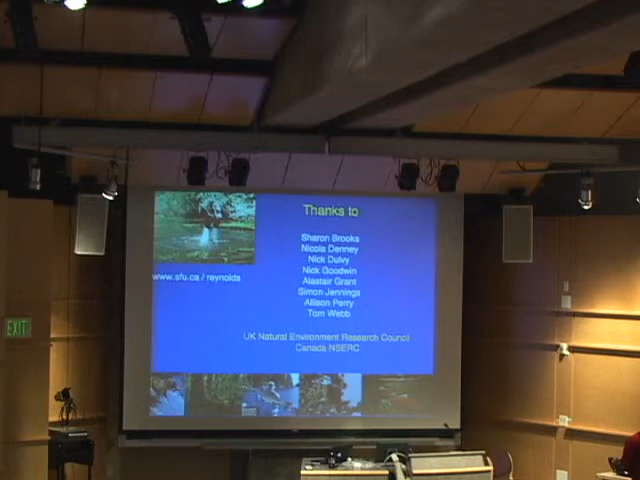 Thanks to
Sharon Brooks
Nicola Denney
Nick Dulvy
Nick Goodwin
Alastair Grant
Simon Jennings
Allison Perry
Tom Webb
www.sfu.ca / reynolds
UK Natural Environment Research Council
Canada NSERC
EXIT